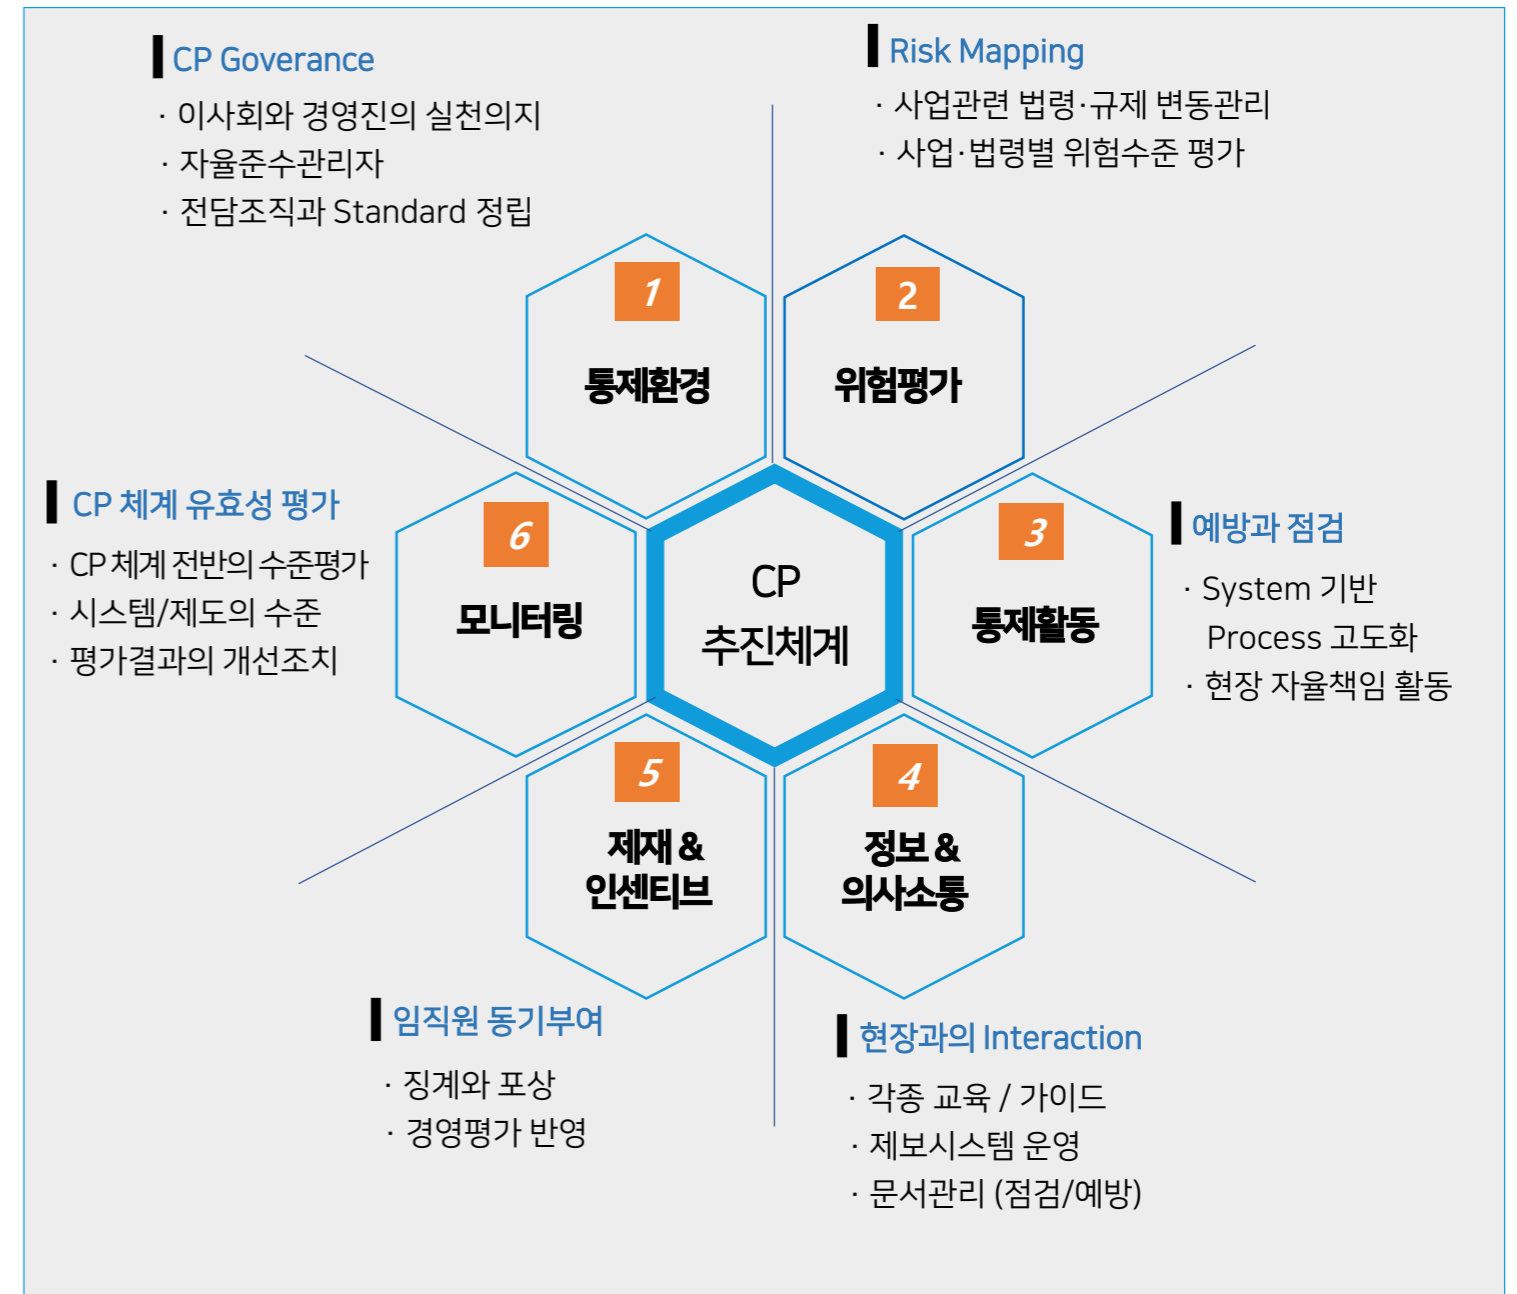 CP Goverance
· 이사회와 경영진의 실천의지
· 자율준수관리자
· 전담조직과 Standard 정립
Risk Mapping
· 사업관련 법령·규제 변동관리
· 사업·법령별 위험수준 평가
1
통제환경
2
위험평가
CP 체계 유효성 평가
· CP 체계 전반의 수준평가
· 시스템/제도의 수준
· 평가결과의 개선조치
6
모니터링
CP
추진체계
3
통제활동
예방과 점검
· System 기반
Process 고도화
· 현장 자율책임 활동
5
제재 &
인센티브
4
정보 &
의사소통
임직원 동기부여
· 징계와 포상
· 경영평가 반영
현장과의 Interaction
· 각종 교육 / 가이드
· 제보시스템 운영
· 문서관리 (점검/예방)